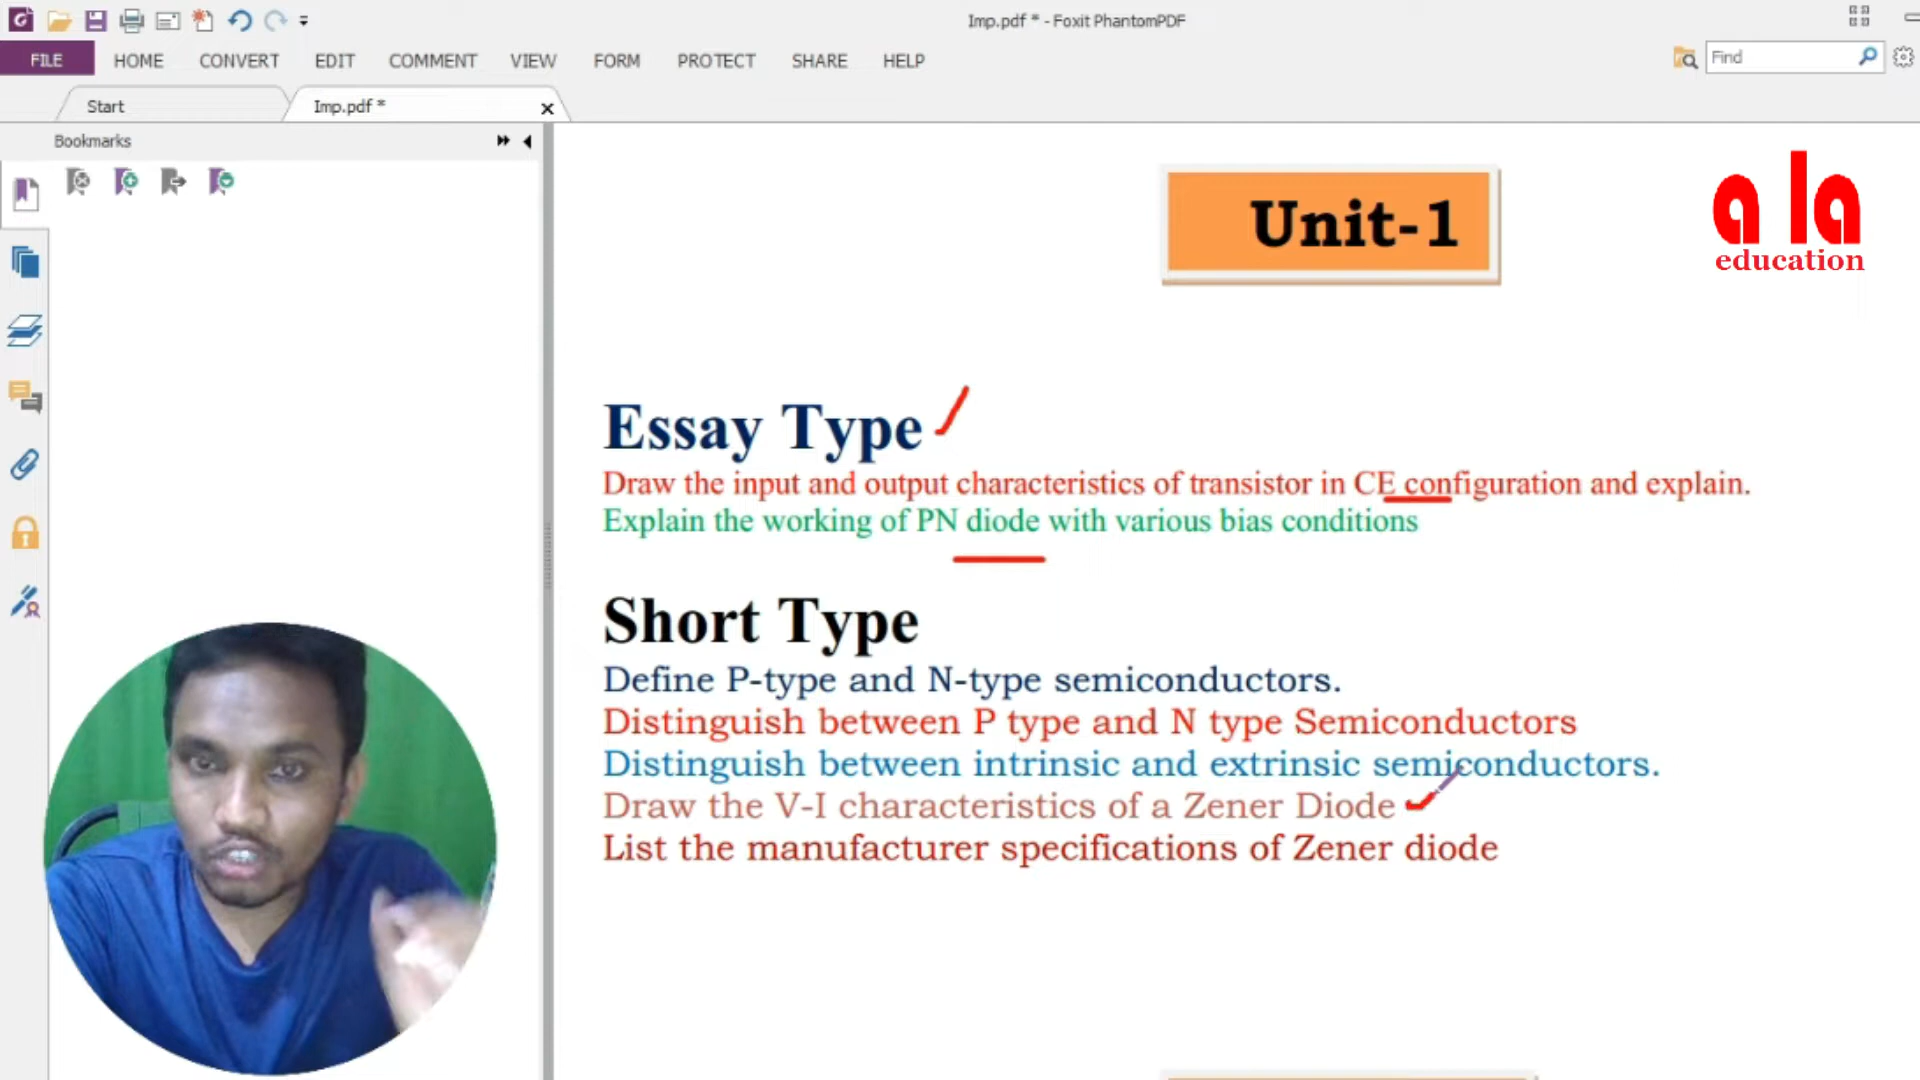 Imp.pdf * - Foxit PhantomPDF
FILE HOME CONVERT EDIT COMMENT VIEW FORM PROTECT SHARE HELP
Find
Start
Imp.pdf *
Bookmarks
Unit-1
a la
education
Essay Type
Draw the input and output characteristics of transistor in CE configuration and explain.
Explain the working of PN diode with various bias conditions
Short Type
Define P-type and N-type semiconductors.
Distinguish between P type and N type Semiconductors
Distinguish between intrinsic and extrinsic semiconductors.
Draw the V-I characteristics of a Zener Diode
List the manufacturer specifications of Zener diode